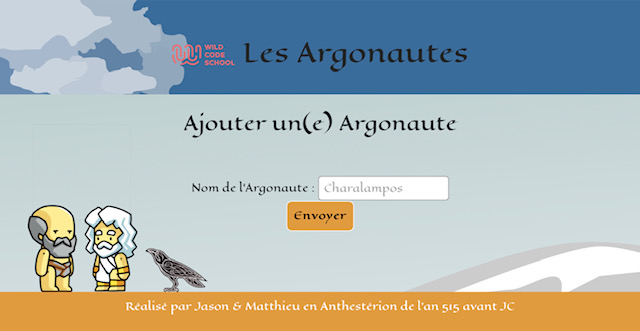 WILD
CODE
SCHOOL
Les Argonautes
Ajouter un(e) Argonaute
Nom de l'Argonaute : Charalampos
Envoyer
Réalisé par Jason & Matthieu en Anthestérion de l'an 515 avant JC